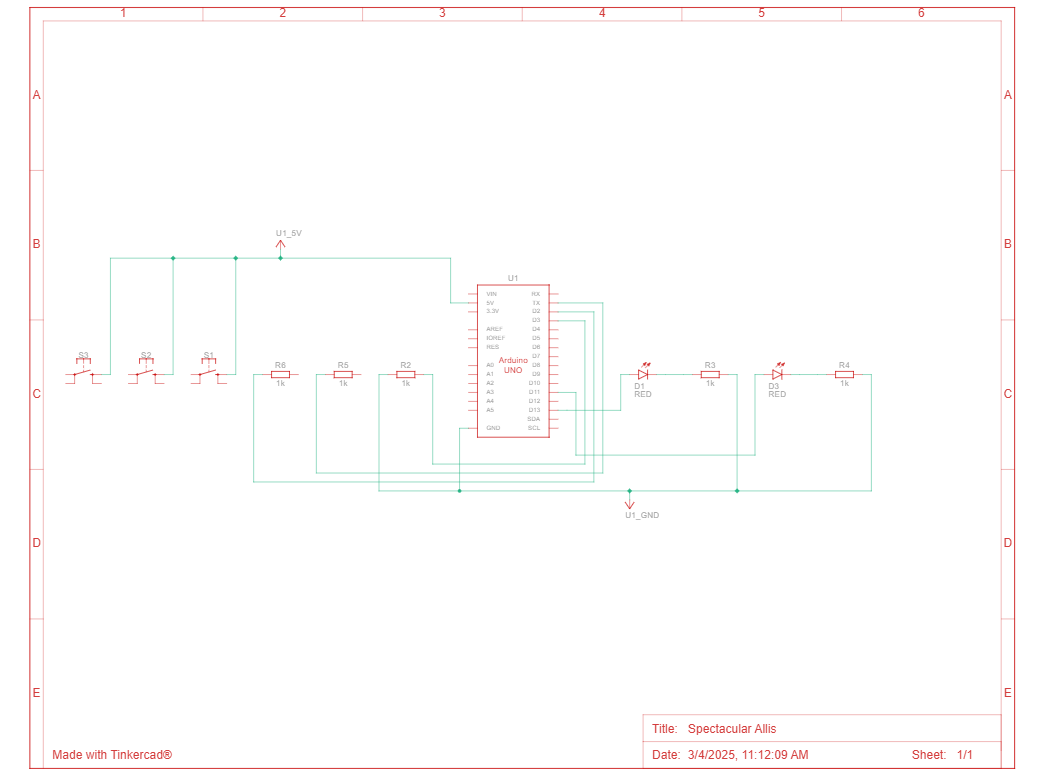 1 2 3 4 5 6
A A
B B
U1_5V
U1
VIN RX
5V TX
3.3V D2
D3
AREF D4
IOREF D5
RES D6
D7
A0 D8
A1 D9
A2 D10
A3 D11
A4 D12
A5 D13
SDA
GND SCL
Arduino
UNO
S3 S2 S1
R6 R5 R2 R3 R4
1k 1k 1k 1k 1k
D1 D3
RED RED
C C
U1_GND
D D
E E
Title: Spectacular Allis
Made with Tinkercad®
Date: 3/4/2025, 11:12:09 AM Sheet: 1/1